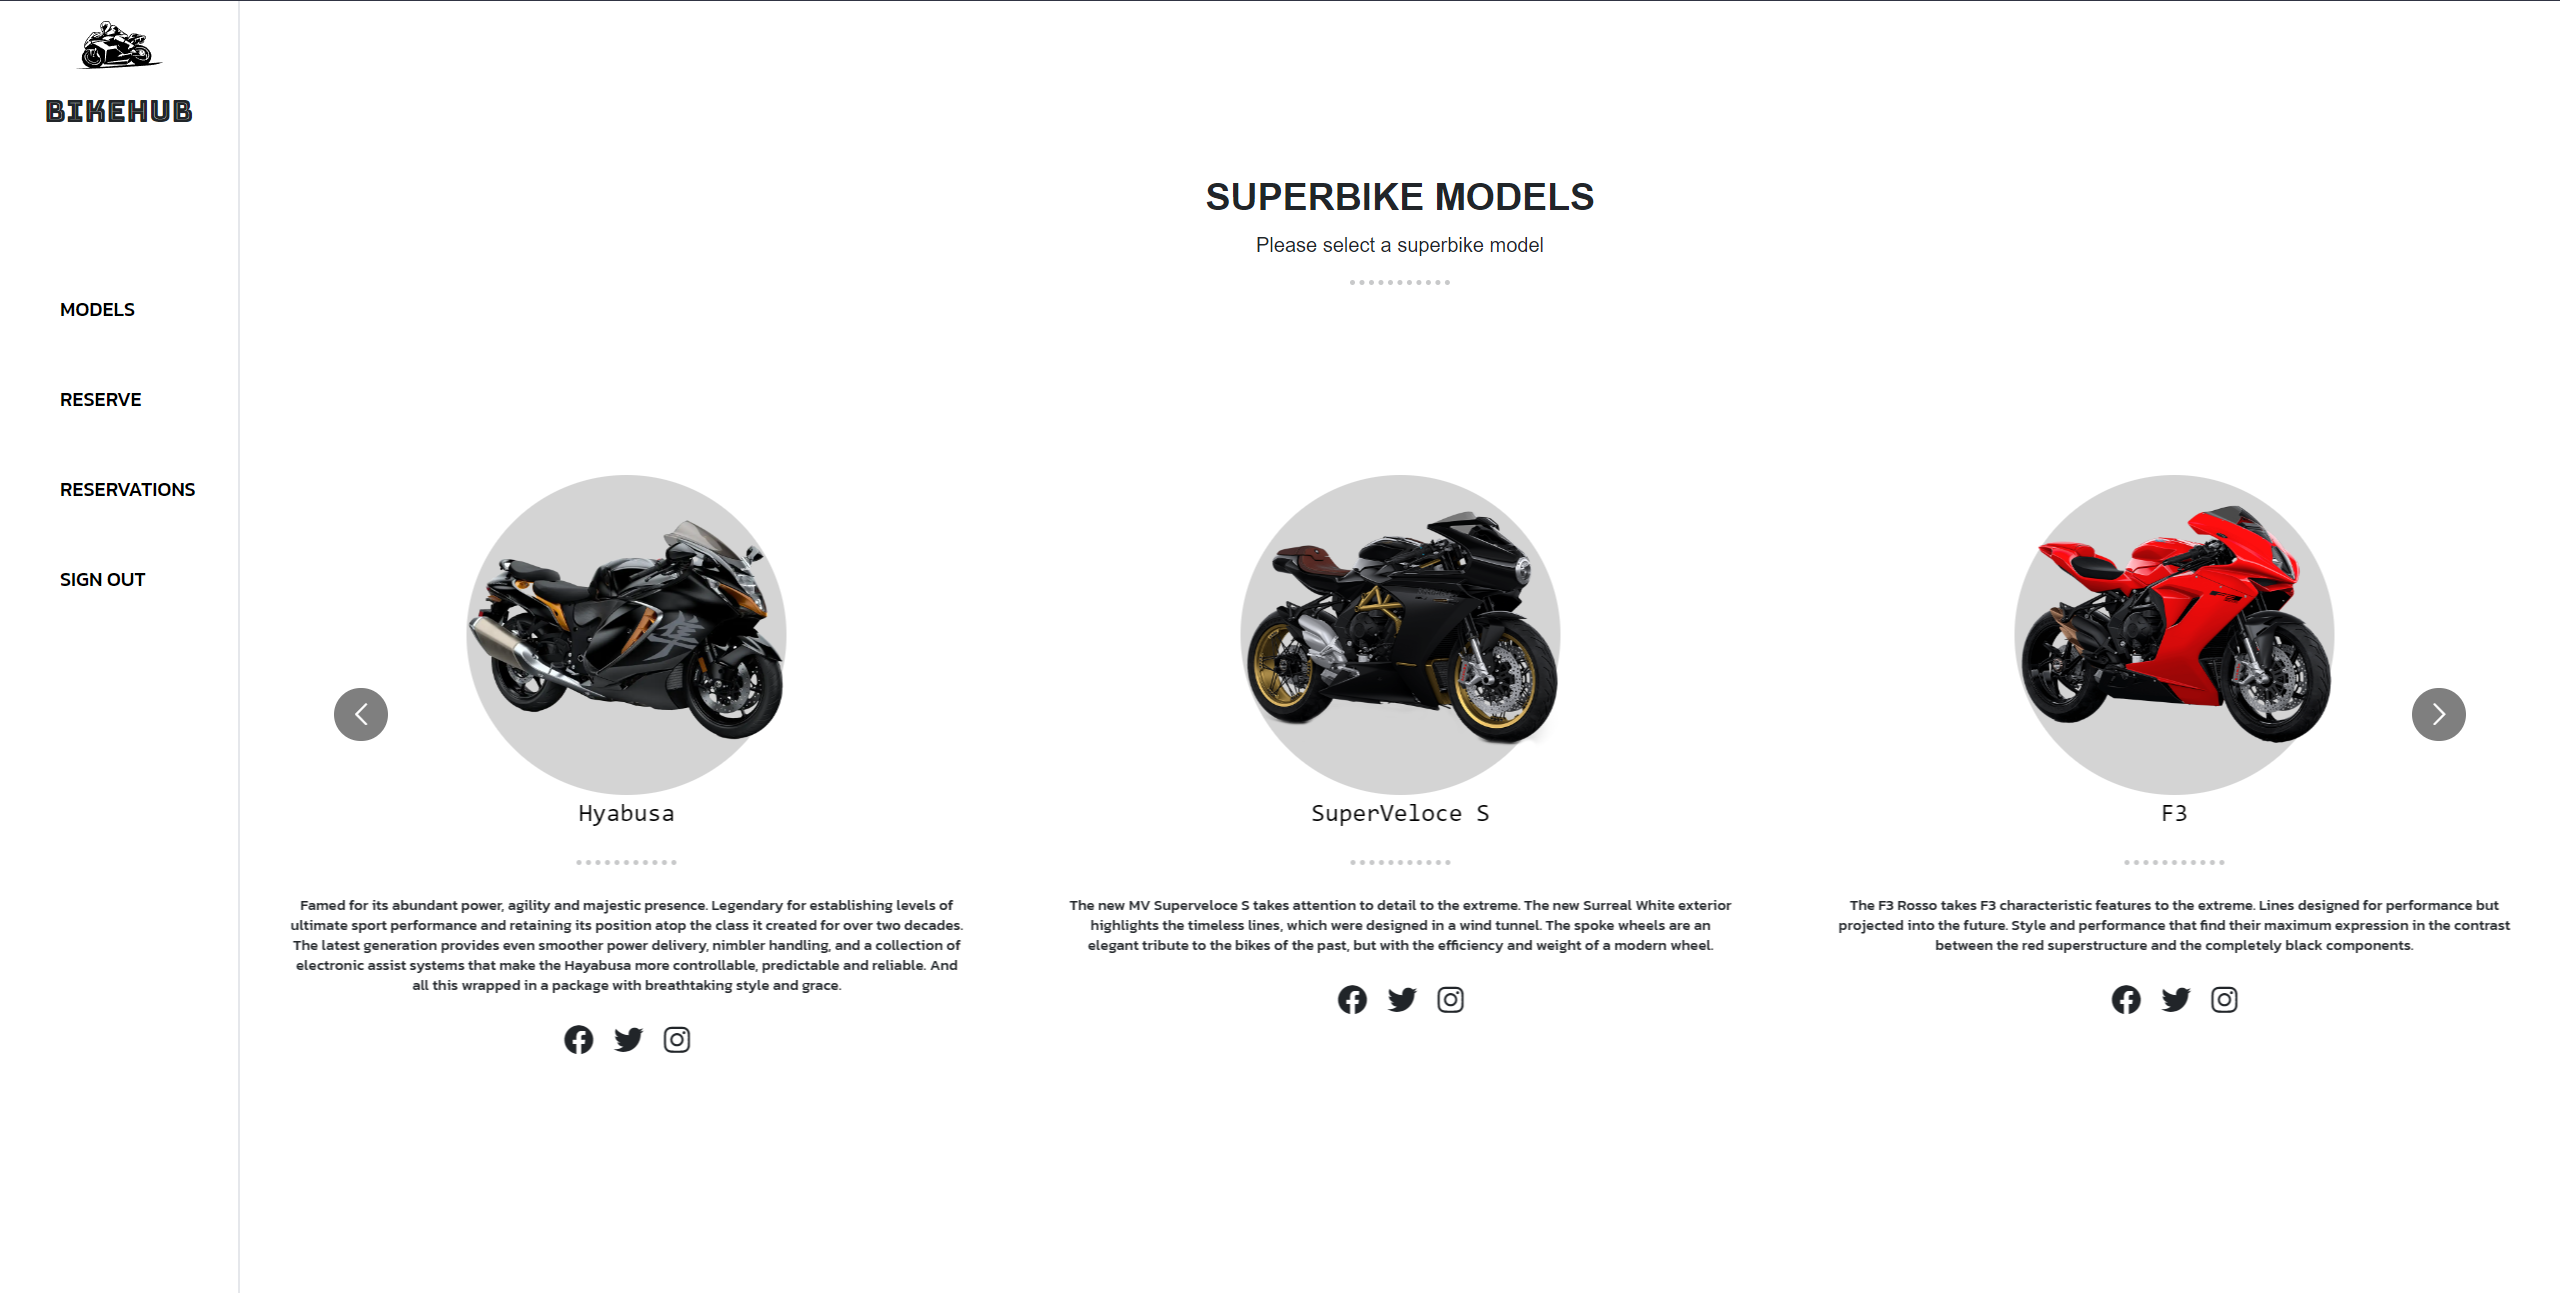 BIKEHUB
MODELS
RESERVE
RESERVATIONS
SIGN OUT
SUPERBIKE MODELS
Please select a superbike model
Hyabusa
Famed for its abundant power, agility and majestic presence. Legendary for establishing levels of
ultimate sport performance and retaining its position atop the class it created for over two decades.
The latest generation provides even smoother power delivery, nimbler handling, and a collection of
electronic assist systems that make the Hayabusa more controllable, predictable and reliable. And
all this wrapped in a package with breathtaking style and grace.
SuperVeloce S
The new MV Superveloce S takes attention to detail to the extreme. The new Surreal White exterior
highlights the timeless lines, which were designed in a wind tunnel. The spoke wheels are an
elegant tribute to the bikes of the past, but with the efficiency and weight of a modern wheel.
F3
The F3 Rosso takes F3 characteristic features to the extreme. Lines designed for performance but
projected into the future. Style and performance that find their maximum expression in the contrast
between the red superstructure and the completely black components.